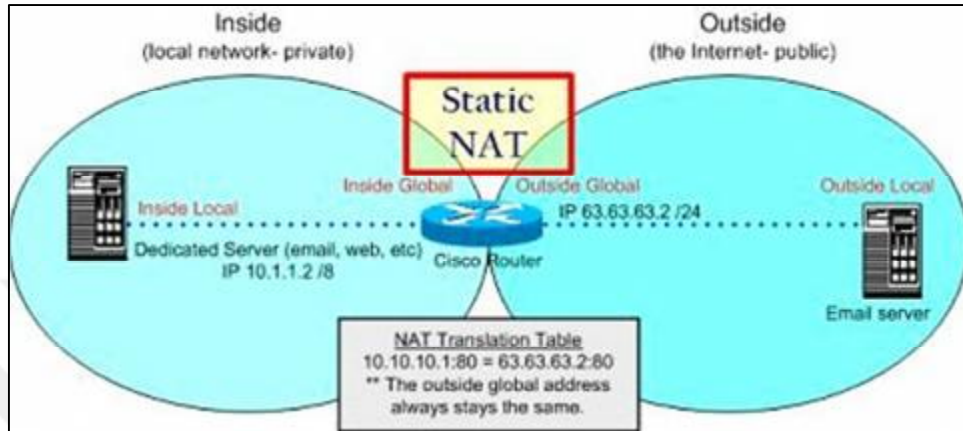 Inside
(local network- private)
Outside
(the Internet- public)
Static
NAT
Inside Global
Outside Global
Outside Local
Inside Local
IP 63.63.63.2 /24
Dedicated Server (email, web, etc)
IP 10.1.1.2 /8
Cisco Router
Email server
NAT Translation Table
10.10.10.1:80 = 63.63.63.2:80
** The outside global address
always stays the same.